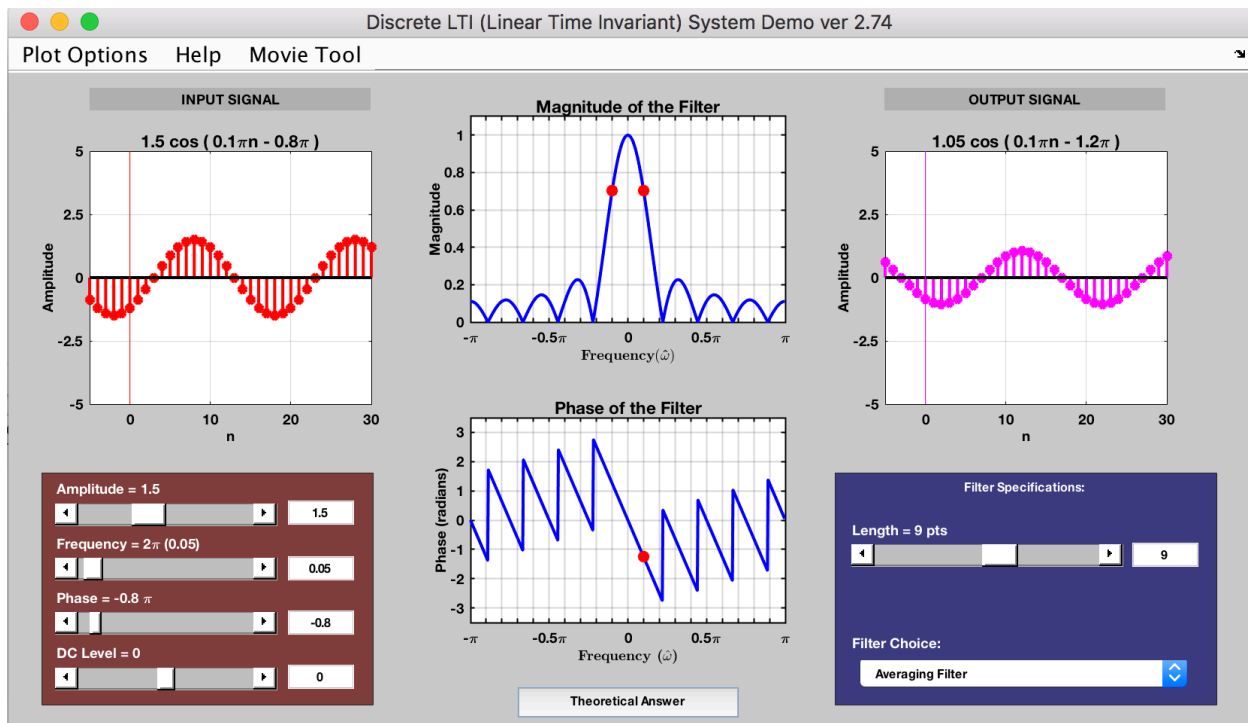 Discrete LTI (Linear Time Invariant) System Demo ver 2.74
Plot Options Help Movie Tool
INPUT SIGNAL
1.5 cos ( 0.1πn - 0.8π )
5
2.5
0
-2.5
-5
Amplitude
0 10 20 30
n
Magnitude of the Filter
1
0.8
0.6
0.4
0.2
0
Magnitude
-π -0.5π 0 0.5π π
Frequency(ω̂)
Phase of the Filter
3
2
1
0
-1
-2
-3
Phase (radians)
-π -0.5π 0 0.5π π
Frequency (ω̂)
OUTPUT SIGNAL
1.05 cos ( 0.1πn - 1.2π )
5
2.5
0
-2.5
-5
Amplitude
0 10 20 30
n
Amplitude = 1.5
1.5
Frequency = 2π (0.05)
0.05
Phase = -0.8 π
-0.8
DC Level = 0
0
Theoretical Answer
Filter Specifications:
Length = 9 pts
9
Filter Choice:
Averaging Filter